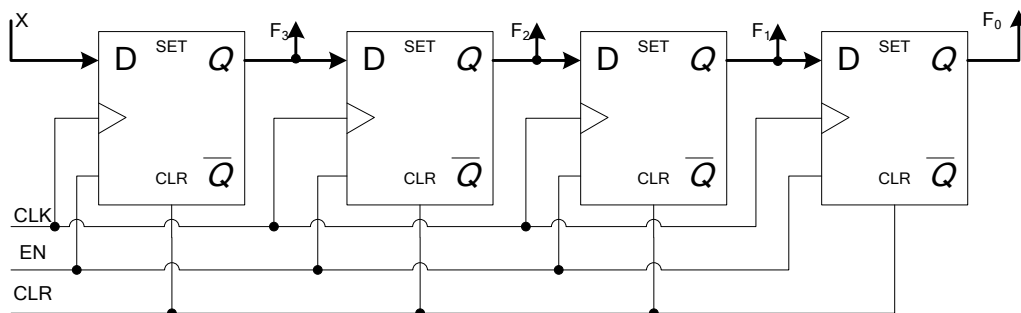 X F₃ F₂ F₁ F₀
D SET Q D SET Q D SET Q D SET Q
CLR Q̅ CLR Q̅ CLR Q̅ CLR Q̅
CLK
EN
CLR